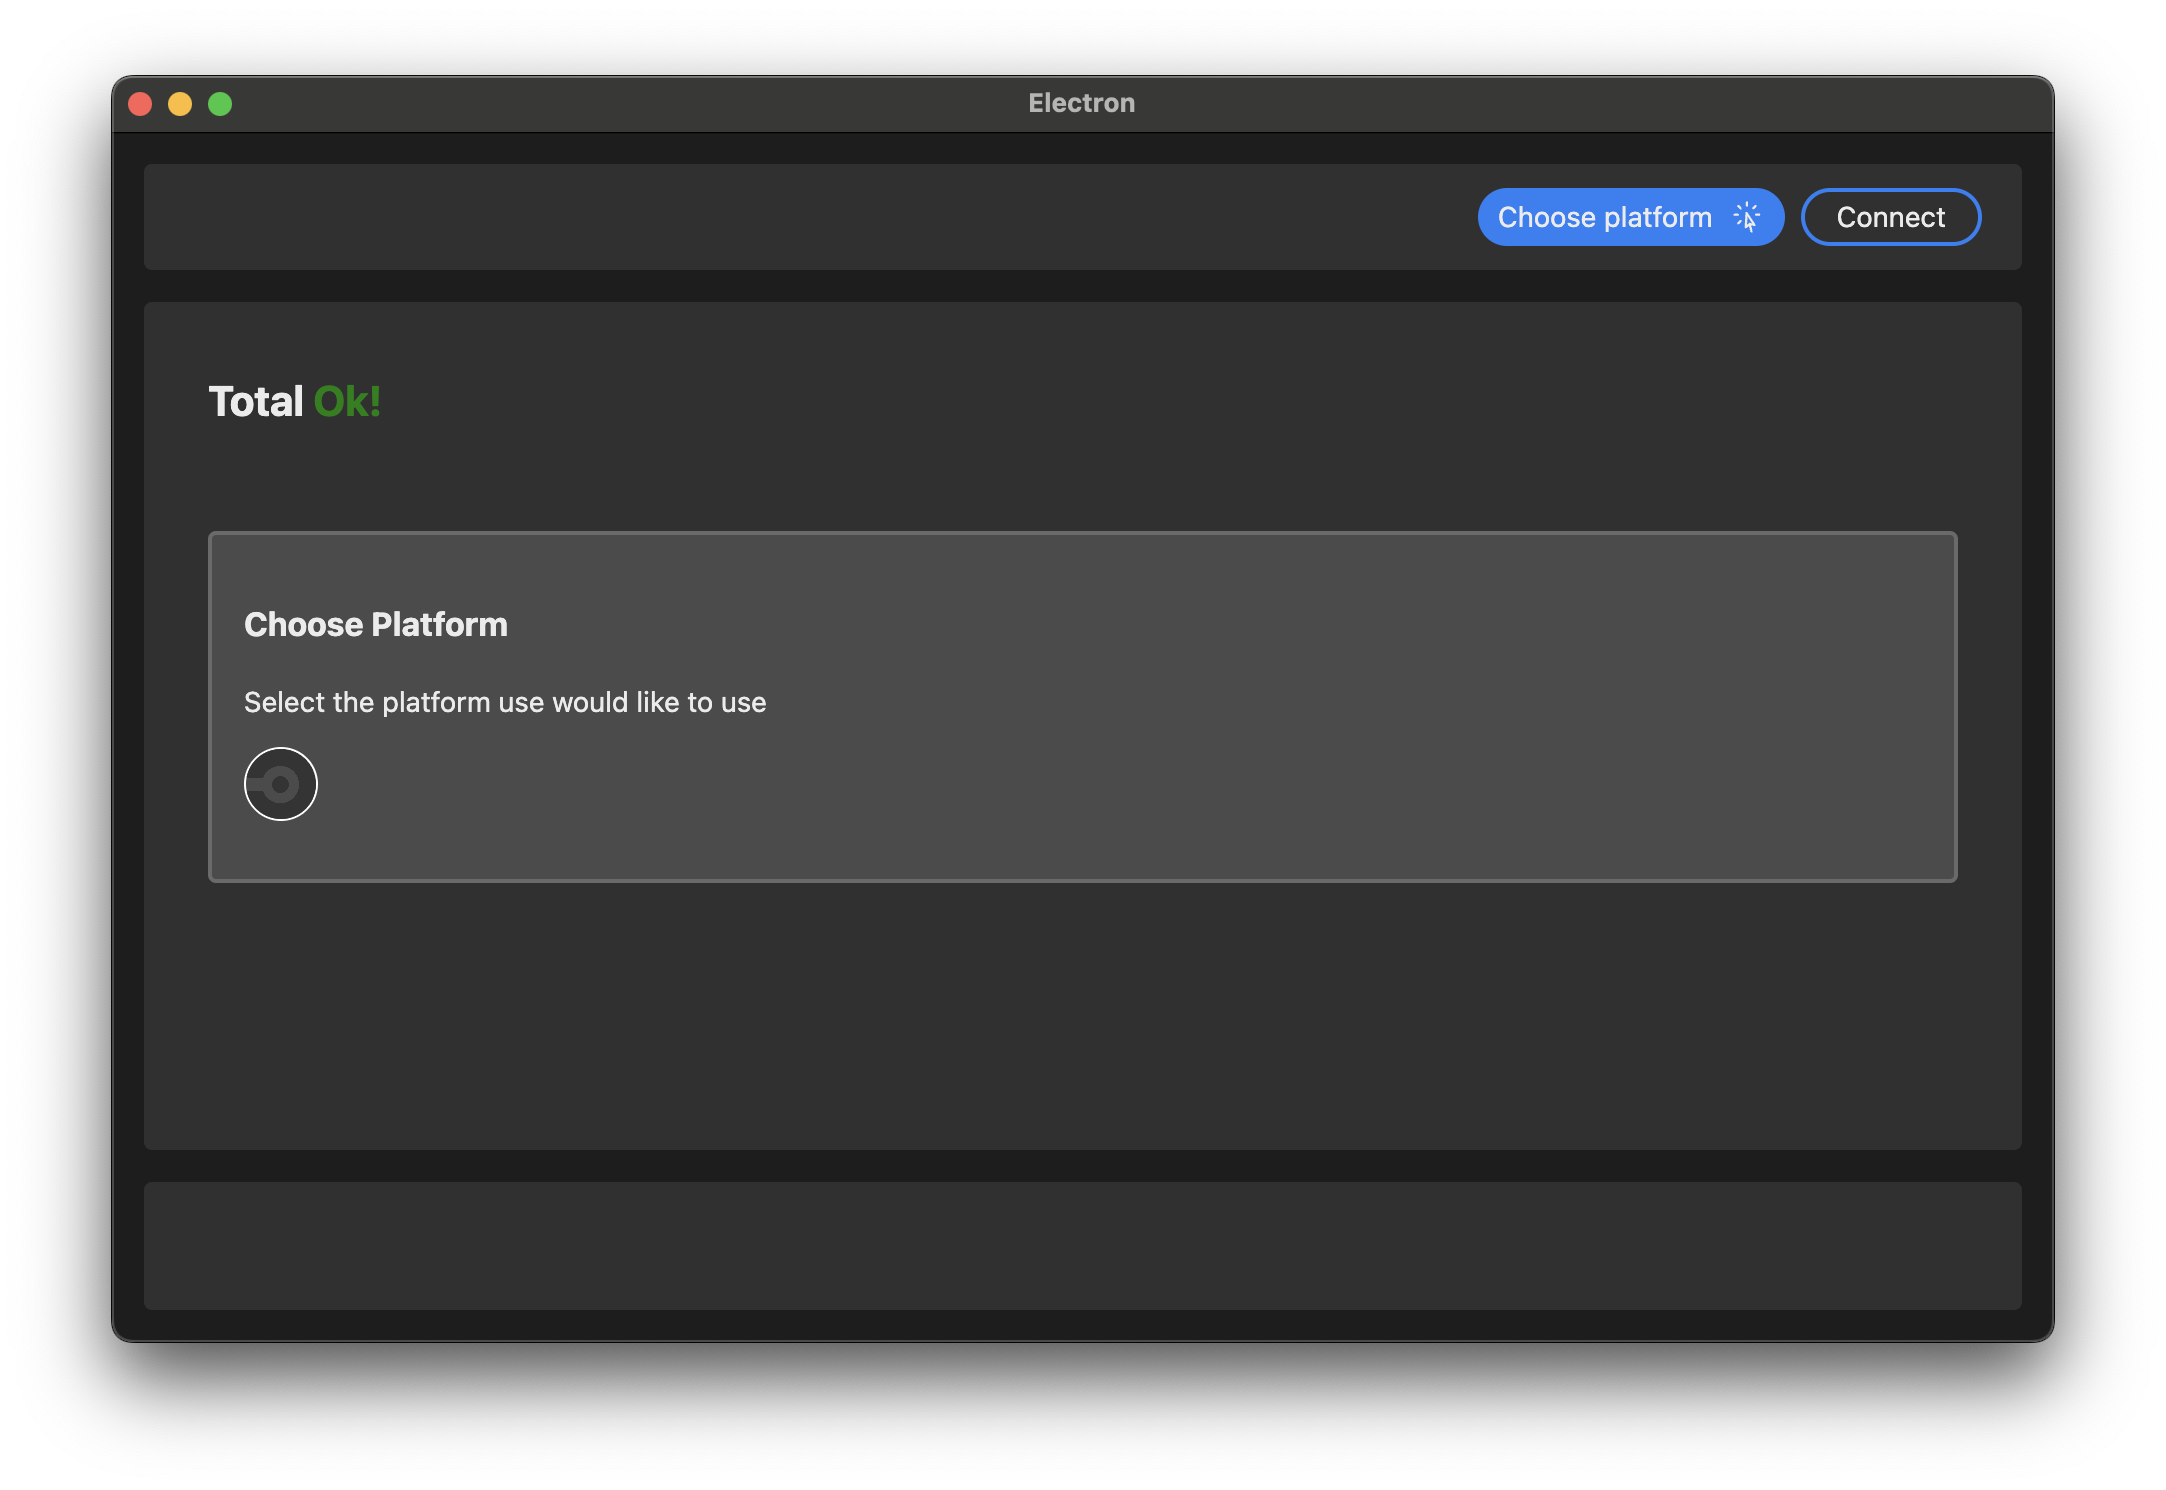 Electron
Choose platform
Connect
Total Ok!
Choose Platform
Select the platform use would like to use